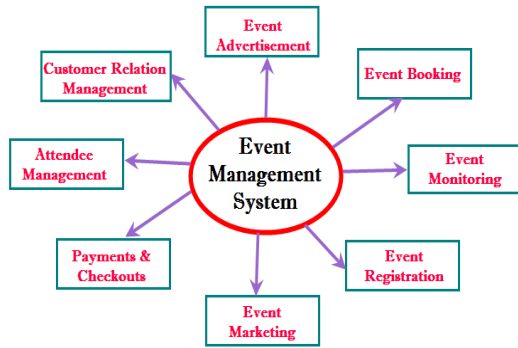 Event
Advertisement
Customer Relation
Management
Event Booking
Event
Management
System
Attendee
Management
Event
Monitoring
Payments &
Checkouts
Event
Registration
Event
Marketing